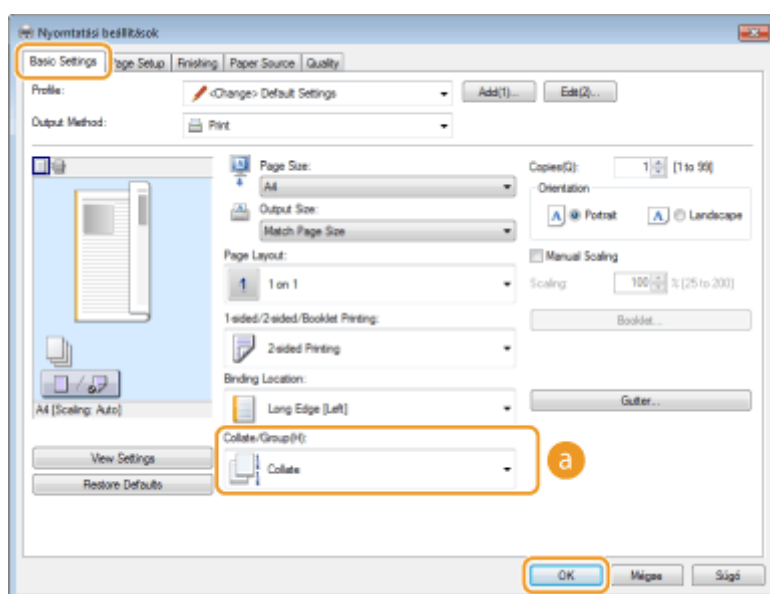 Nyomtatási beállítások
Basic Settings Page Setup Finishing Paper Source Quality
Profile: <Change> Default Settings Add(1)... Edit(2)...
Output Method: Print
Page Size: Copies(Q): 1 [1 to 99]
A4 Orientation
Output Size: A Portrait A Landscape
Match Page Size
Page Layout: Manual Scaling
1 1 on 1 Scaling: 100 % [25 to 200]
1-sided/2-sided/Booklet Printing: Booklet...
2-sided Printing
Binding Location:
A4 [Scaling: Auto] Long Edge [Left] Gutter...
Collate/Group(H):
View Settings Collate a
Restore Defaults
OK Mégse Súgó